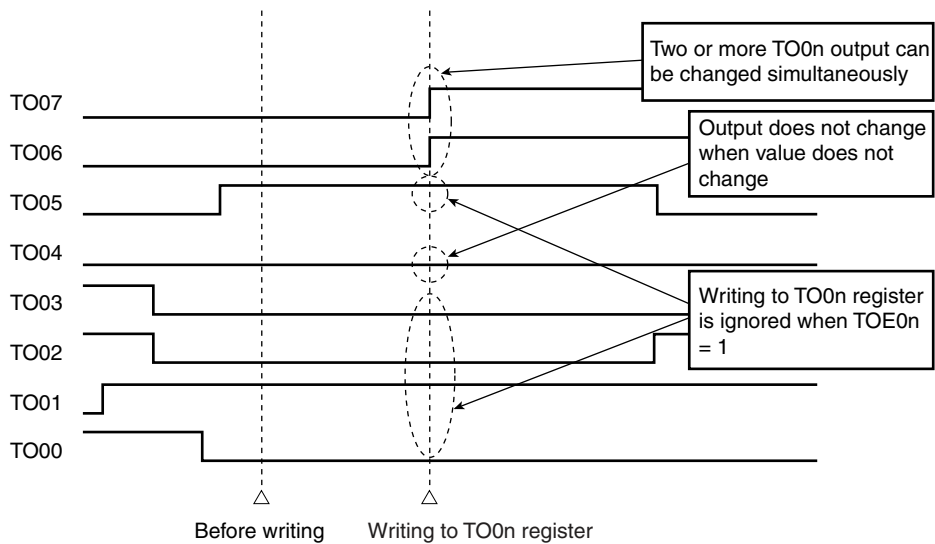 Two or more TO0n output can
be changed simultaneously
TO07
Output does not change
when value does not
change
TO06
TO05
TO04
Writing to TO0n register
is ignored when TOE0n
= 1
TO03
TO02
TO01
TO00
Before writing
Writing to TO0n register